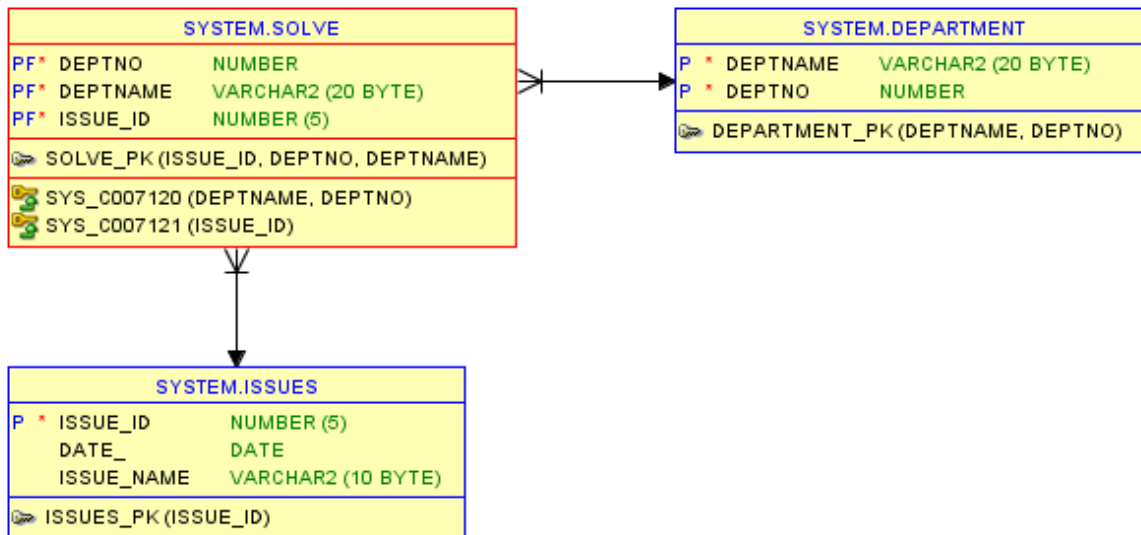 SYSTEM.SOLVE
PF* DEPTNO NUMBER
PF* DEPTNAME VARCHAR2 (20 BYTE)
PF* ISSUE_ID NUMBER (5)
SOLVE_PK (ISSUE_ID, DEPTNO, DEPTNAME)
SYS_C007120 (DEPTNAME, DEPTNO)
SYS_C007121 (ISSUE_ID)
SYSTEM.DEPARTMENT
P * DEPTNAME VARCHAR2 (20 BYTE)
P * DEPTNO NUMBER
DEPARTMENT_PK (DEPTNAME, DEPTNO)
SYSTEM.ISSUES
P * ISSUE_ID NUMBER (5)
DATE_ DATE
ISSUE_NAME VARCHAR2 (10 BYTE)
ISSUES_PK (ISSUE_ID)